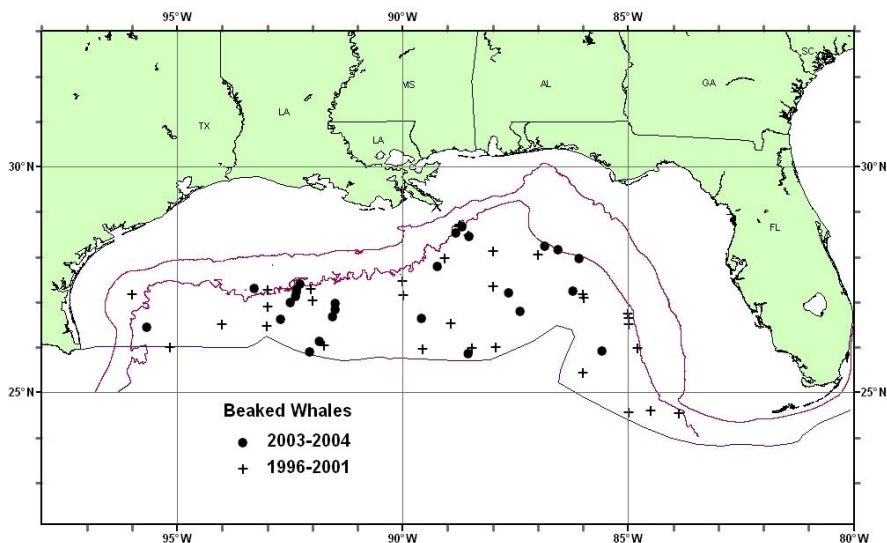 95°W 90°W 85°W
SC
MS AL GA
LA
TX LA
30°N 30°N
FL
25°N 25°N
Beaked Whales
2003-2004
1996-2001
95°W 90°W 85°W 80°W